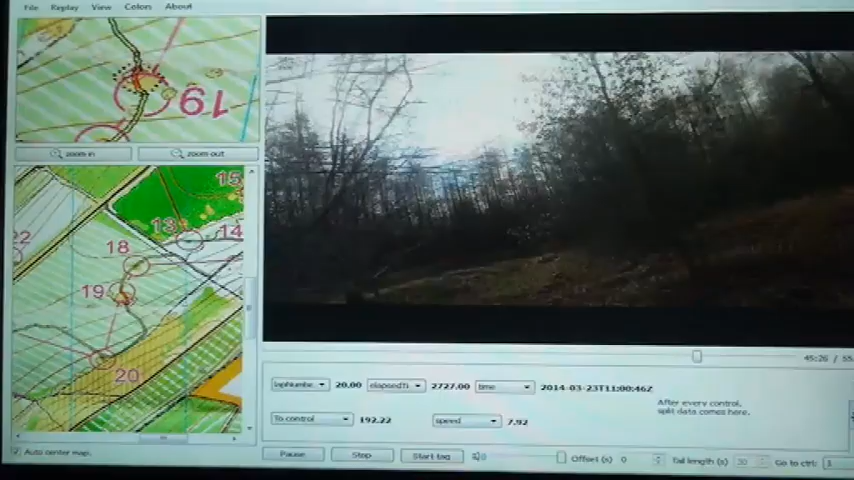 File Replay View Colors About
19
zoom in
zoom out
15
13
14
22
18
19
20
45:26 / 55
lapNumbe 20.00 elapsedTi 2727.00 time 2014-03-23T11:00:46Z
To control 192.22 speed 7.92
After every control,
split data comes here.
Auto center map.
Pause Stop Start tag Offset (s) 0 Tail length (s) 30 Go to ctrl: 1